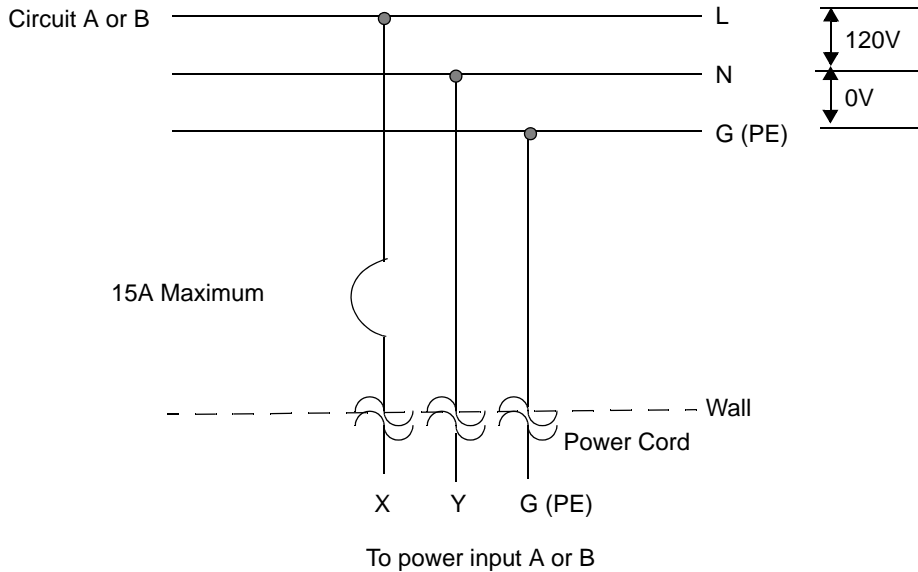 Circuit A or B
L
120V
N
0V
G (PE)
15A Maximum
Wall
Power Cord
X Y G (PE)
To power input A or B